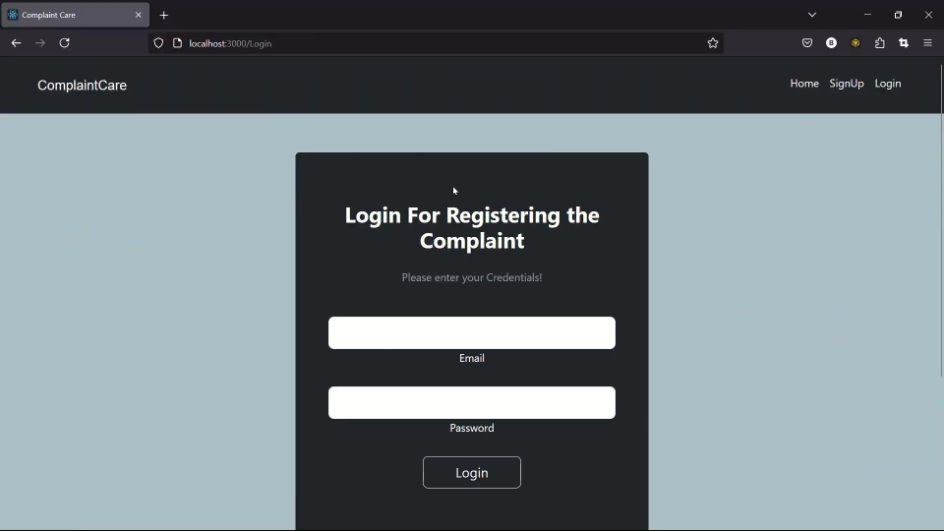 Complaint Care
localhost:3000/Login
B
ComplaintCare
Home SignUp Login
Login For Registering the
Complaint
Please enter your Credentials!
Email
Password
Login